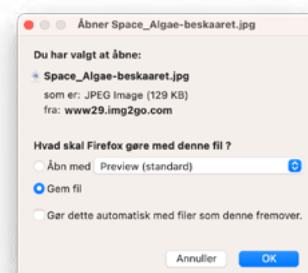 Åbner Space_Algae-beskaaret.jpg
Du har valgt at åbne:
Space_Algae-beskaaret.jpg
som er: JPEG Image (129 KB)
fra: www29.img2go.com
Hvad skal Firefox gøre med denne fil ?
Åbn med Preview (standard)
Gem fil
Gør dette automatisk med filer som denne fremover.
Annuller OK